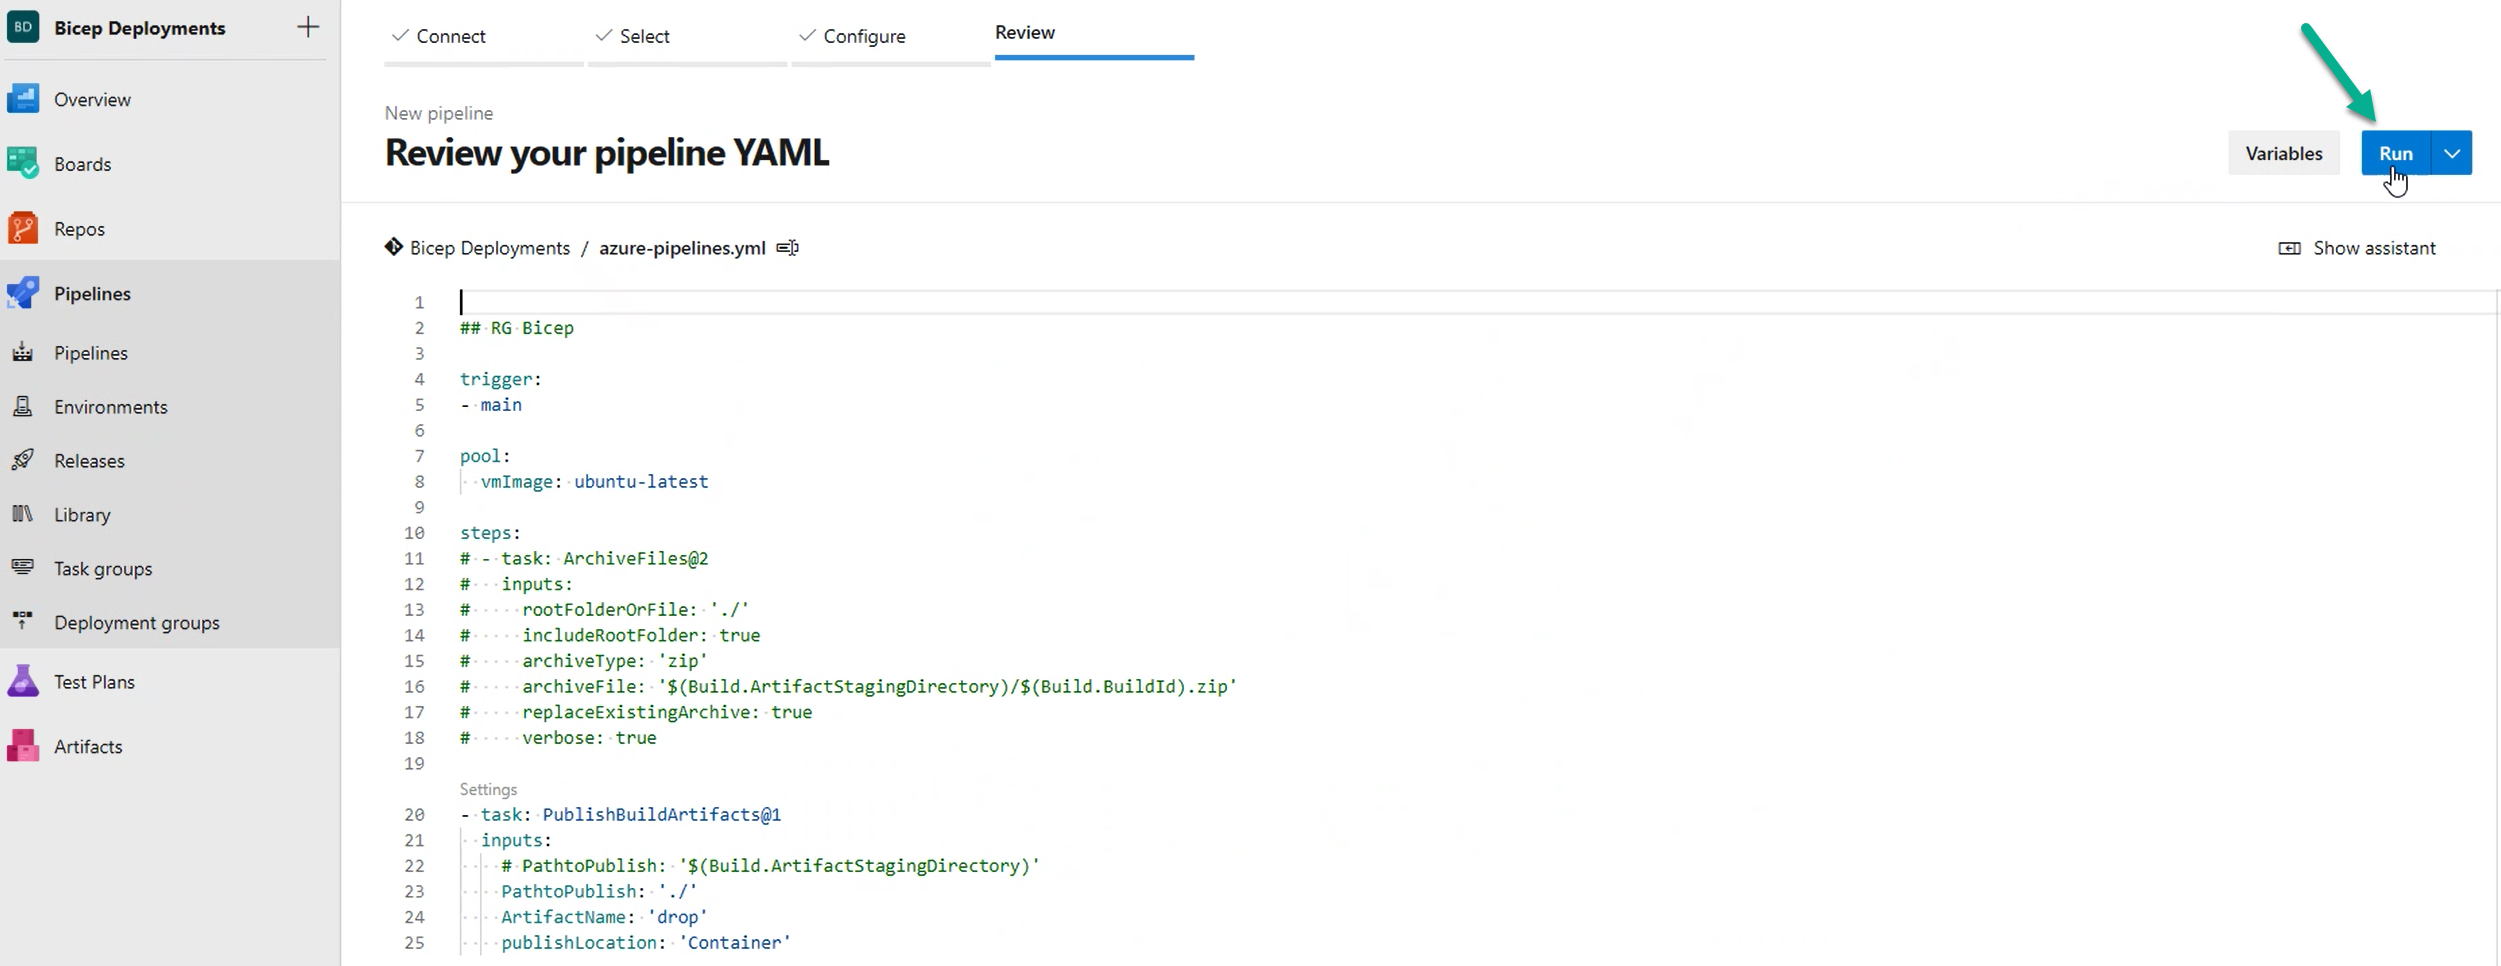 BD Bicep Deployments
Overview
Boards
Repos
Pipelines
Pipelines
Environments
Releases
Library
Task groups
Deployment groups
Test Plans
Artifacts
Connect
Select
Configure
Review
New pipeline
Review your pipeline YAML
Variables
Run
Bicep Deployments / azure-pipelines.yml
Show assistant
1
2 ## RG Bicep
3
4 trigger:
5 - main
6
7 pool:
8   vmImage: ubuntu-latest
9
10 steps:
11 # - task: ArchiveFiles@2
12 #   inputs:
13 #     rootFolderOrFile: './'
14 #     includeRootFolder: true
15 #     archiveType: 'zip'
16 #     archiveFile: '$(Build.ArtifactStagingDirectory)/$(Build.BuildId).zip'
17 #     replaceExistingArchive: true
18 #     verbose: true
19
Settings
20 - task: PublishBuildArtifacts@1
21   inputs:
22     # PathtoPublish: '$(Build.ArtifactStagingDirectory)'
23     PathtoPublish: './'
24     ArtifactName: 'drop'
25     publishLocation: 'Container'